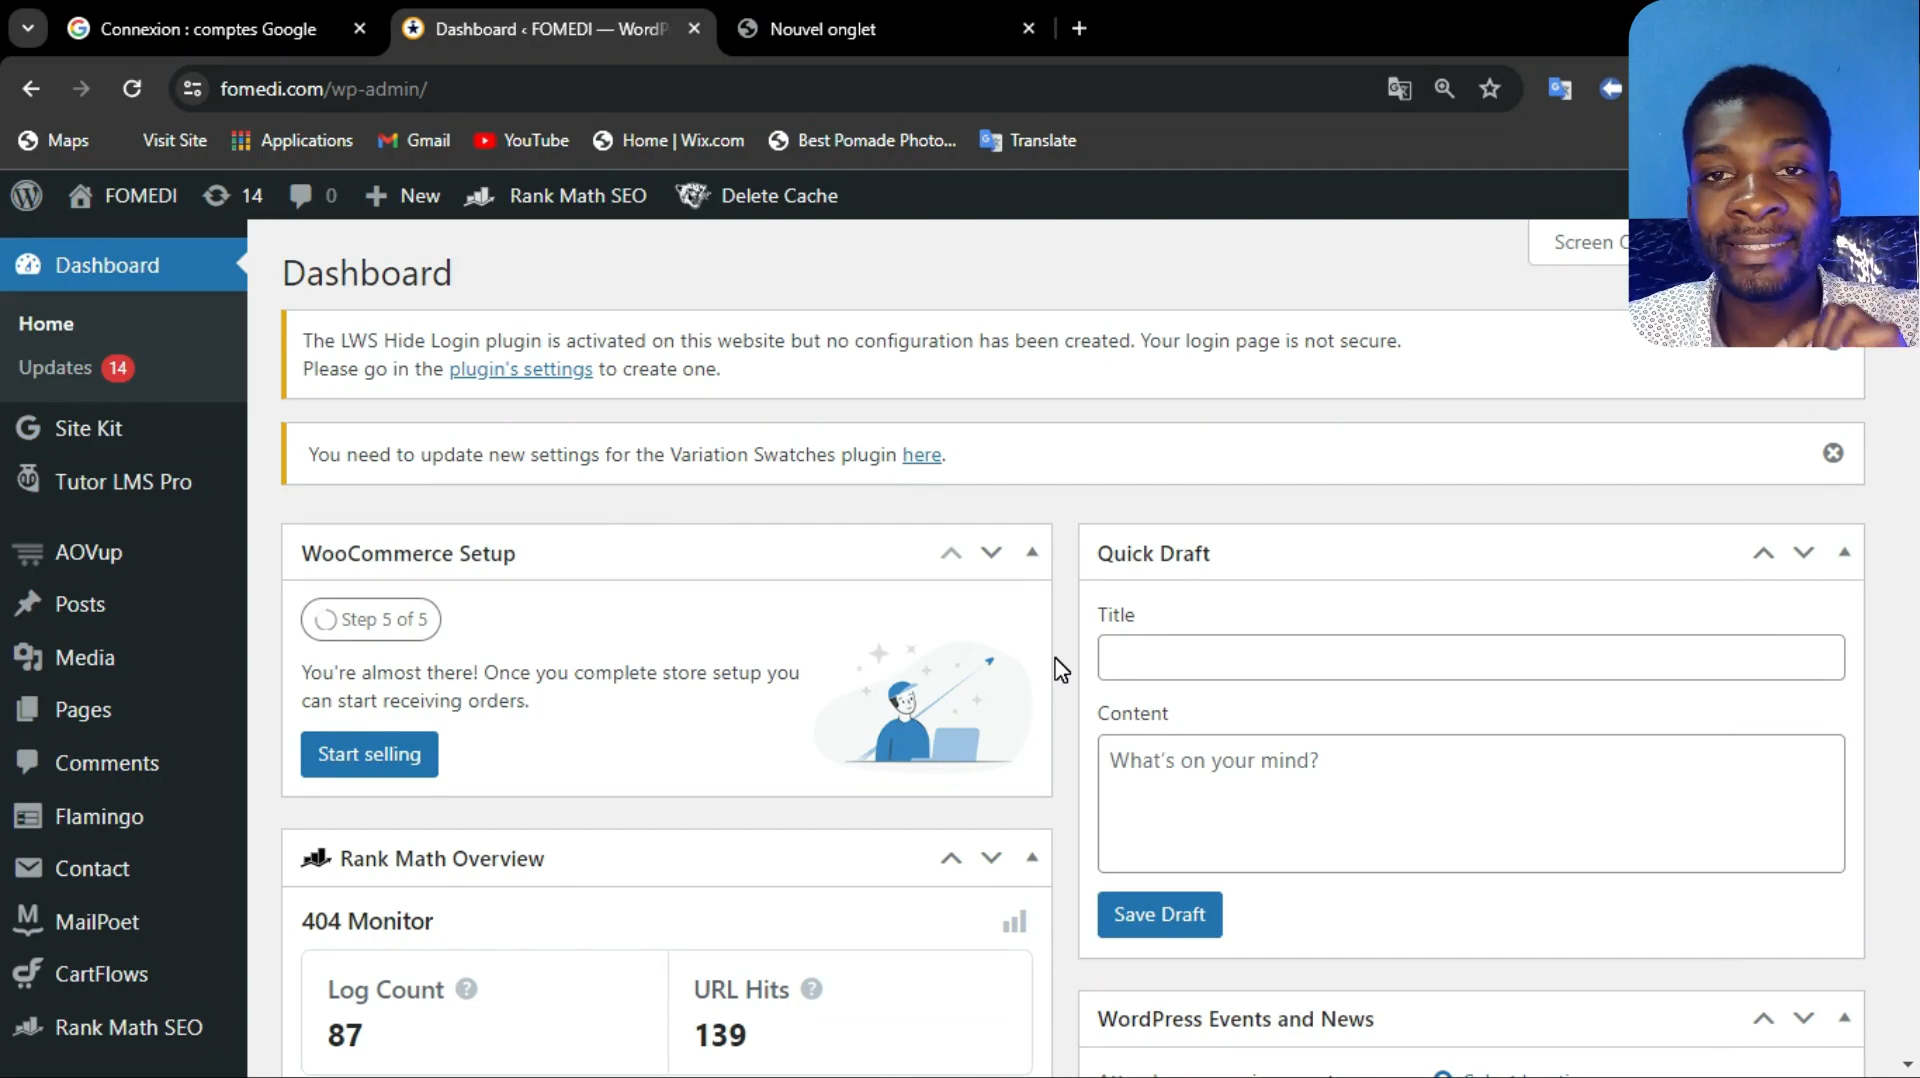 Connexion : comptes Google
Dashboard ‹ FOMEDI — WordP
Nouvel onglet
fomedi.com/wp-admin/
Maps
Visit Site
Applications
Gmail
YouTube
Home | Wix.com
Best Pomade Photo...
Translate
FOMEDI
14
0
New
Rank Math SEO
Delete Cache
Screen
Dashboard
Home
Updates 14
Site Kit
Tutor LMS Pro
AOVup
Posts
Media
Pages
Comments
Flamingo
Contact
MailPoet
CartFlows
Rank Math SEO
Dashboard
The LWS Hide Login plugin is activated on this website but no configuration has been created. Your login page is not secure.
Please go in the plugin's settings to create one.
You need to update new settings for the Variation Swatches plugin here.
WooCommerce Setup
Step 5 of 5
You're almost there! Once you complete store setup you
can start receiving orders.
Start selling
Rank Math Overview
404 Monitor
Log Count
87
URL Hits
139
Quick Draft
Title
Content
What's on your mind?
Save Draft
WordPress Events and News